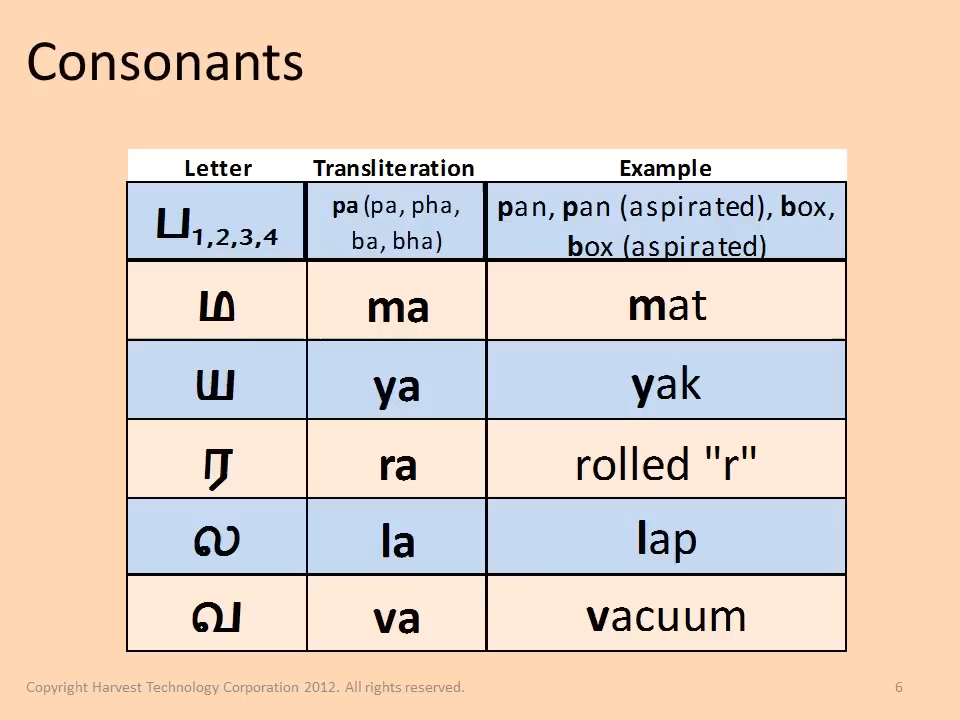 Consonants
Letter Transliteration Example
ப1,2,3,4 pa (pa, pha, ba, bha) pan, pan (aspirated), box, box (aspirated)
ம ma mat
ய ya yak
ர ra rolled "r"
ல la lap
வ va vacuum
Copyright Harvest Technology Corporation 2012. All rights reserved. 6